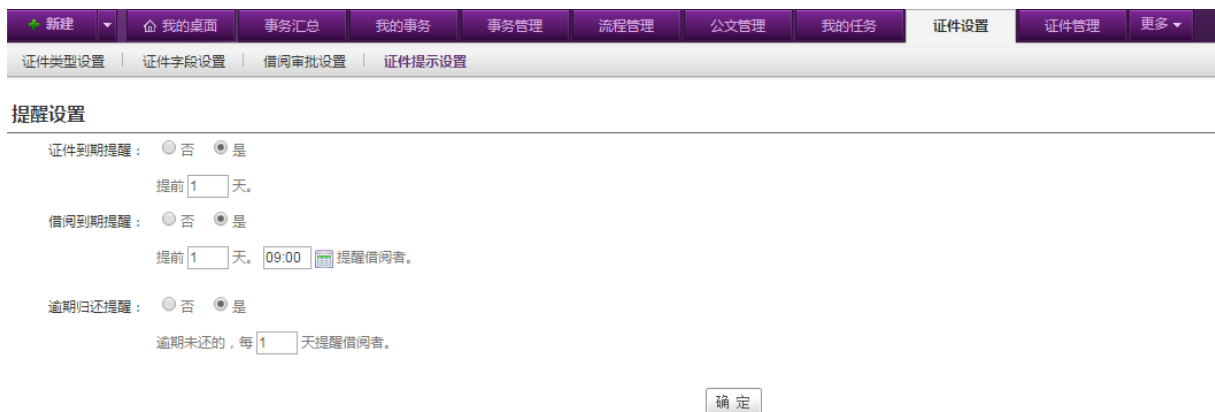 新建 我的桌面 事务汇总 我的事务 事务管理 流程管理 公文管理 我的任务 证件设置 证件管理 更多
证件类型设置 证件字段设置 借阅审批设置 证件提示设置
提醒设置
证件到期提醒： 否 是
提前 1 天。
借阅到期提醒： 否 是
提前 1 天。 09:00 提醒借阅者。
逾期归还提醒： 否 是
逾期未还的，每 1 天提醒借阅者。
确 定